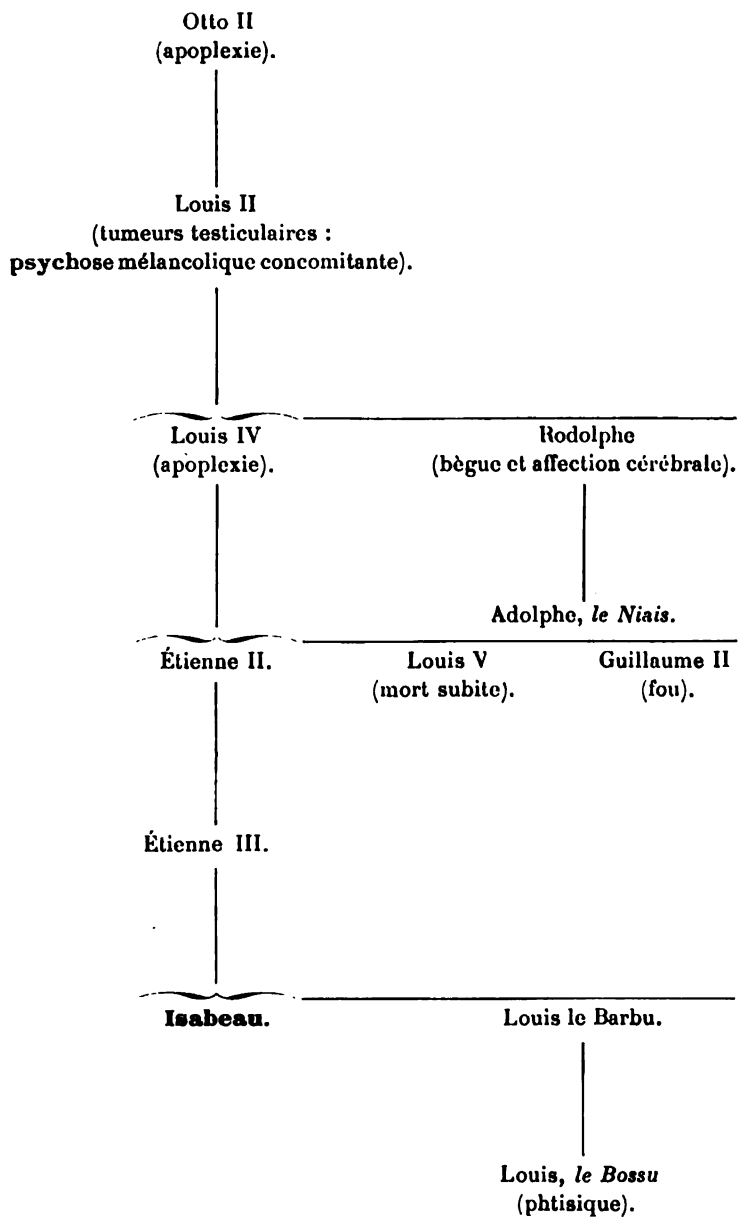 Otto II
(apoplexie).
Louis II
(tumeurs testiculaires :
psychose mélancolique concomitante).
Louis IV
(apoplexie).
Rodolphe
(bègue et affection cérébrale).
Adolphe, le Niais.
Étienne II.
Louis V
(mort subite).
Guillaume II
(fou).
Étienne III.
Isabeau.
Louis le Barbu.
Louis, le Bossu
(phtisique).